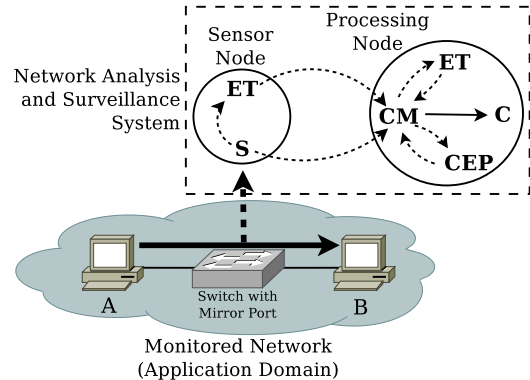 Sensor
Node
Processing
Node
Network Analysis
and Surveillance
System
ET
S
ET
CM
C
CEP
A
Switch with
Mirror Port
B
Monitored Network
(Application Domain)